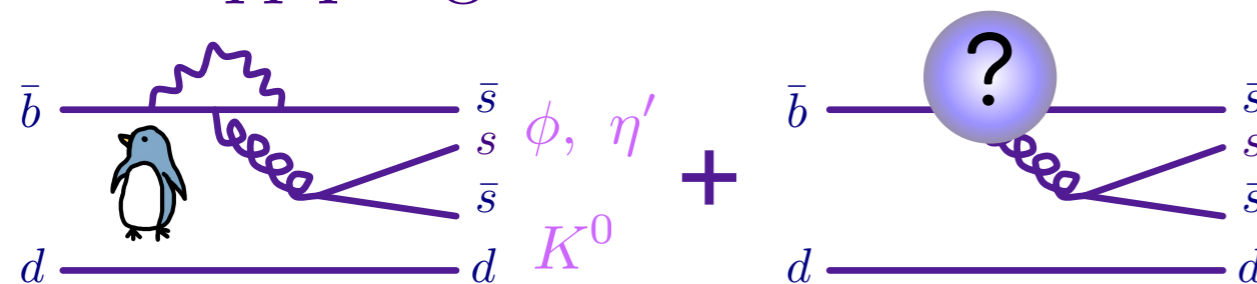 b̄ s̄ ϕ, η′ ? b̄ s̄
s + s
s̄ s̄
d d K⁰ d d